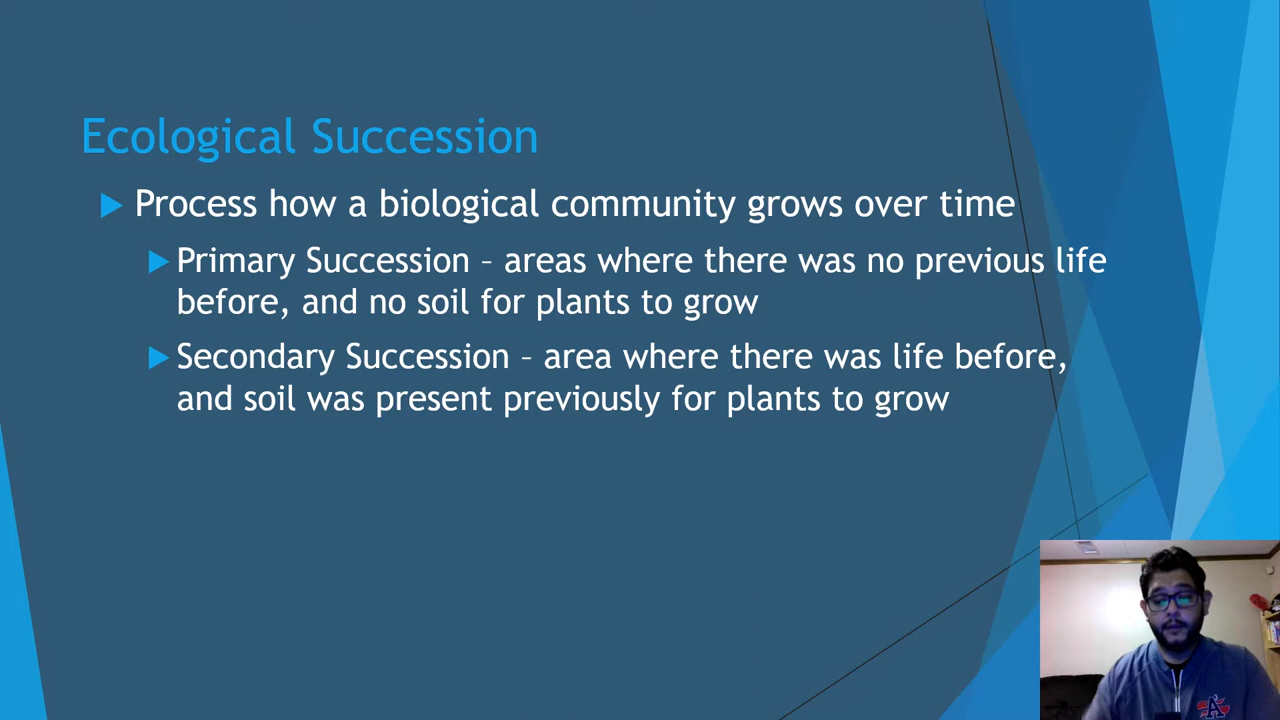 Ecological Succession
Process how a biological community grows over time
Primary Succession – areas where there was no previous life
before, and no soil for plants to grow
Secondary Succession – area where there was life before,
and soil was present previously for plants to grow
A